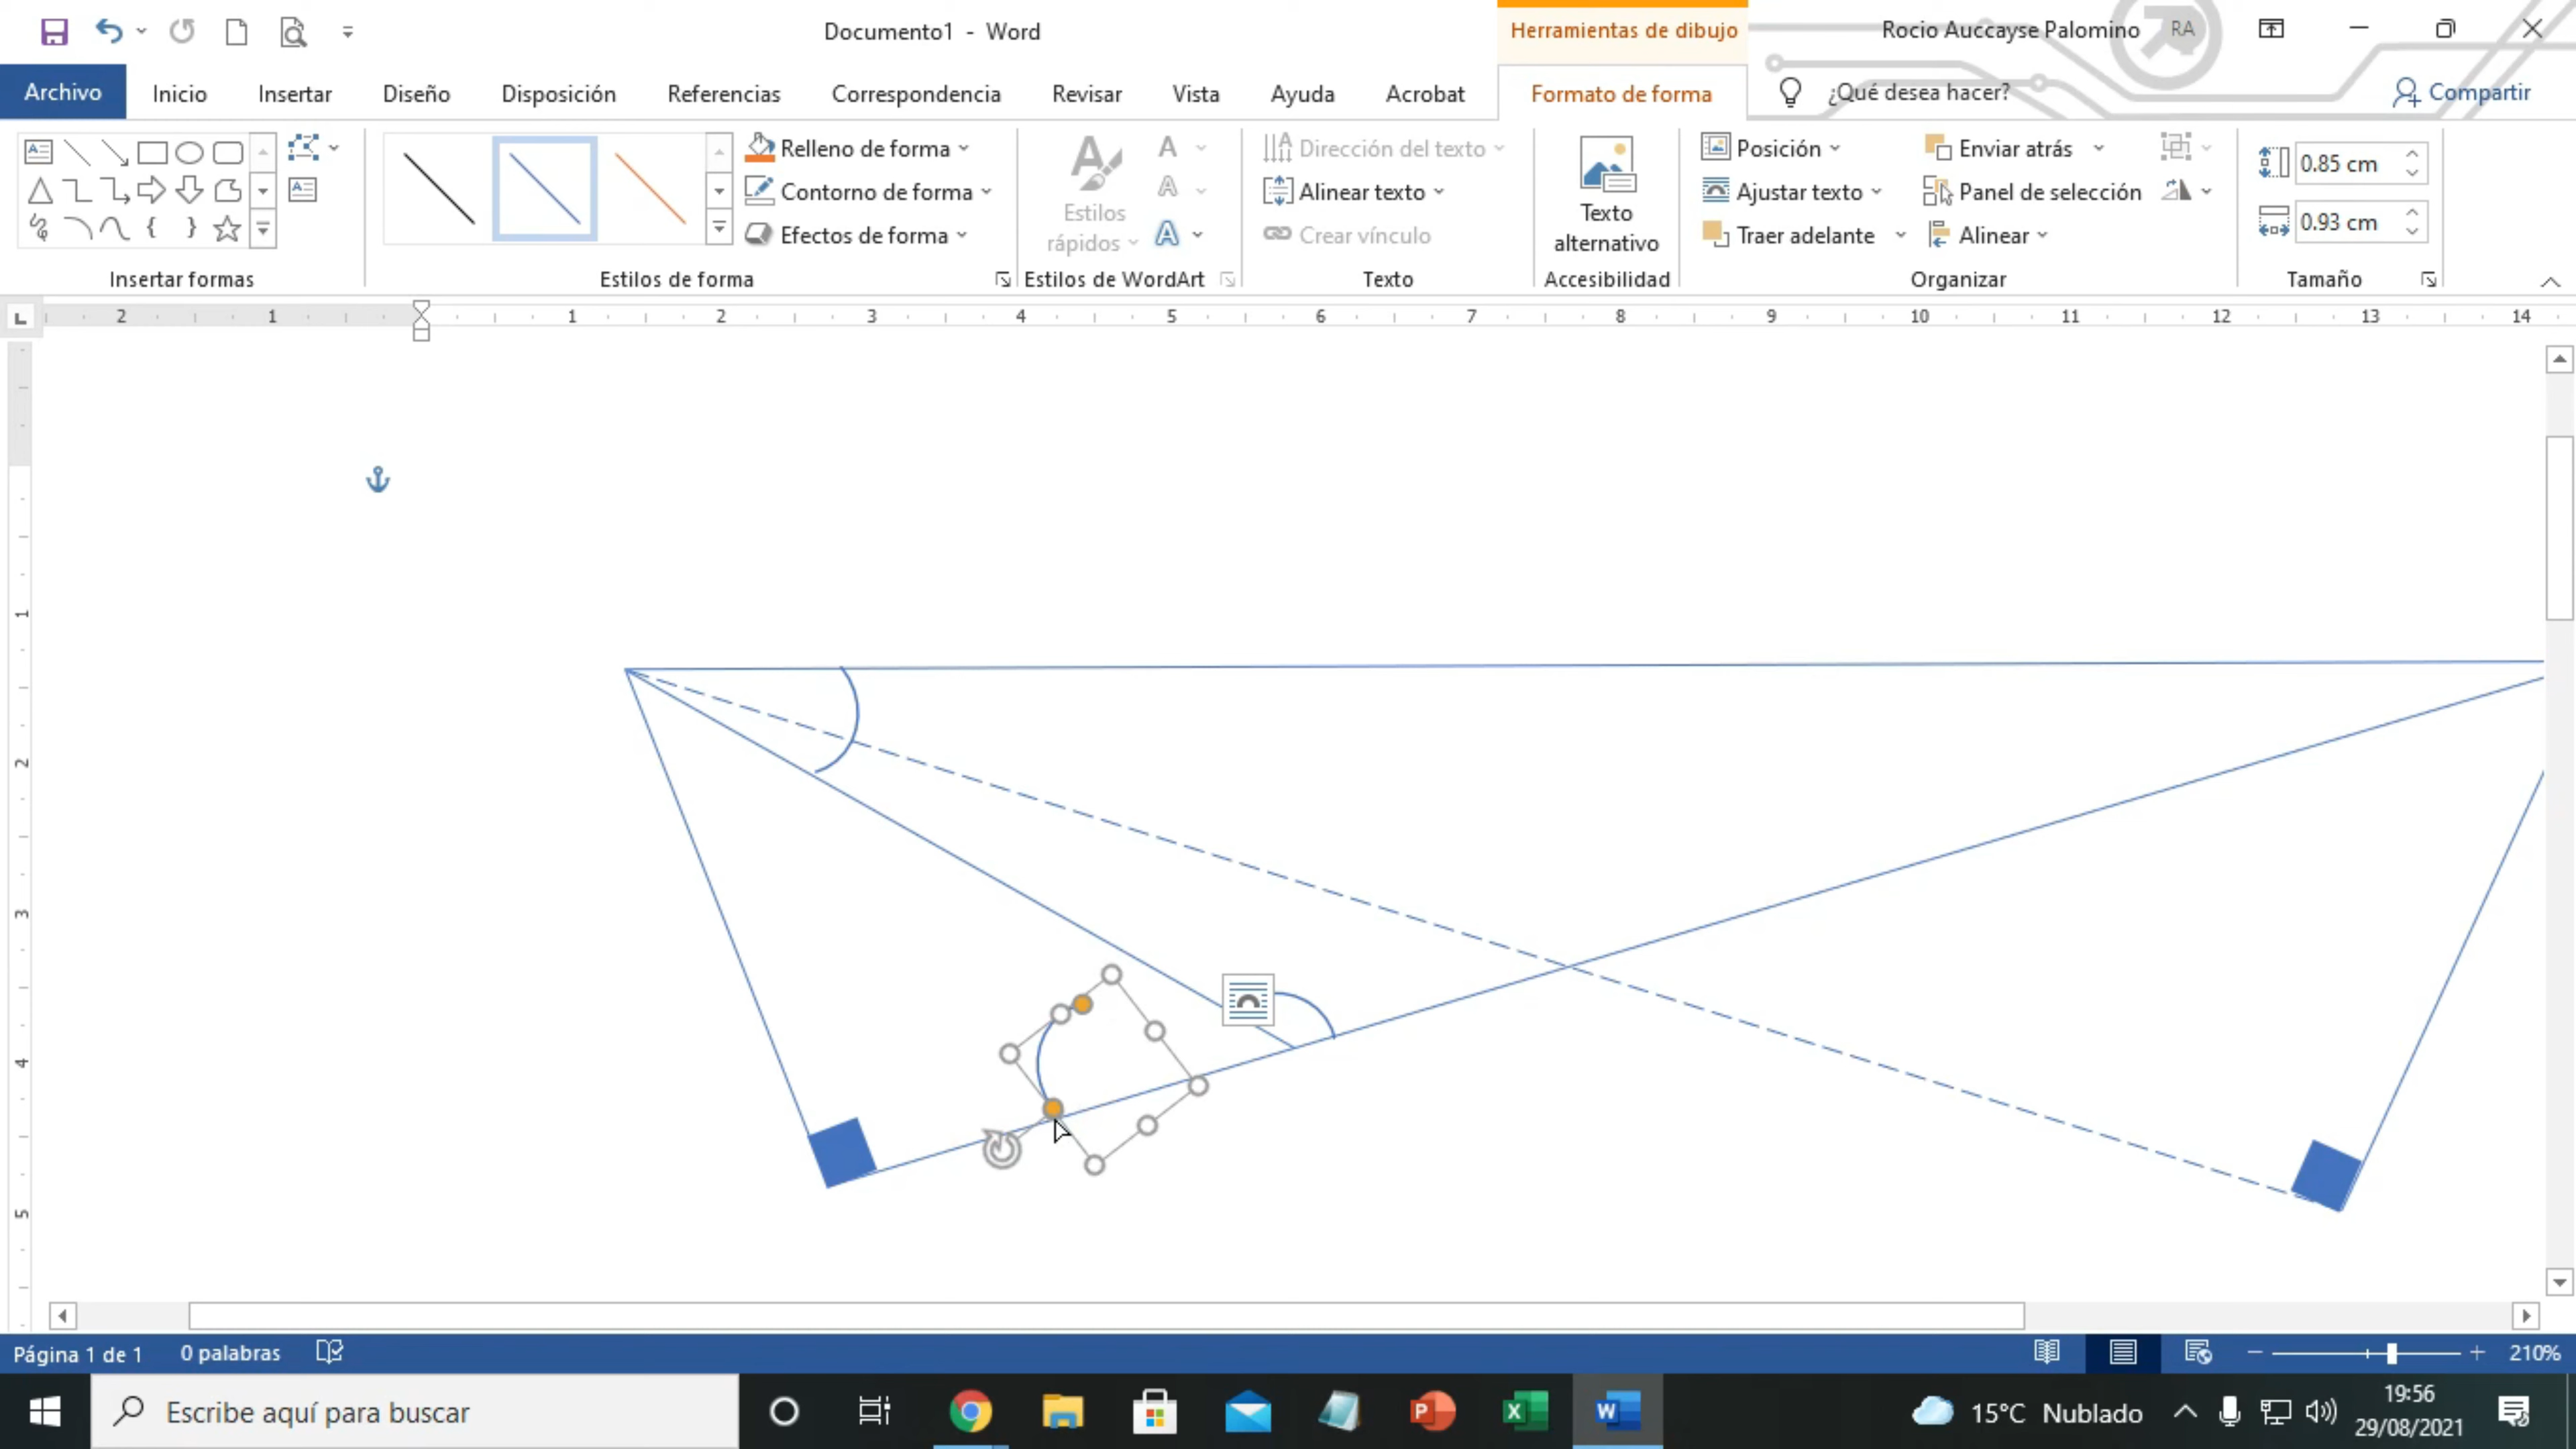 Documento1 - Word
Herramientas de dibujo
Rocio Auccayse Palomino
RA
Archivo
Inicio
Insertar
Diseño
Disposición
Referencias
Correspondencia
Revisar
Vista
Ayuda
Acrobat
Formato de forma
¿Qué desea hacer?
Compartir
Relleno de forma
Contorno de forma
Efectos de forma
Estilos
rápidos
Dirección del texto
Alinear texto
Crear vínculo
Texto
alternativo
Posición
Ajustar texto
Traer adelante
Enviar atrás
Panel de selección
Alinear
0.85 cm
0.93 cm
Insertar formas
Estilos de forma
Estilos de WordArt
Texto
Accesibilidad
Organizar
Tamaño
2 1 1 2 3 4 5 6 7 8 9 10 11 12 13 14
1
2
3
4
5
Página 1 de 1
0 palabras
210%
Escribe aquí para buscar
15°C Nublado
19:56
29/08/2021